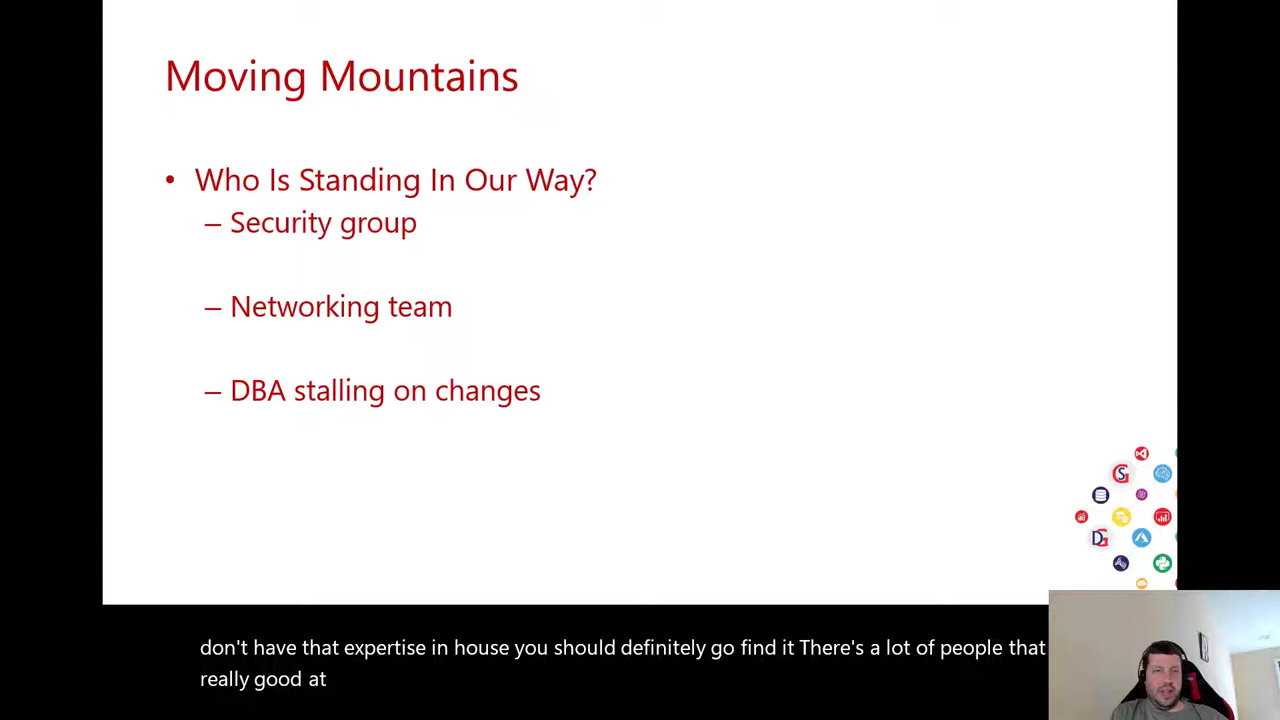 Moving Mountains
• Who Is Standing In Our Way?
– Security group
– Networking team
– DBA stalling on changes
don't have that expertise in house you should definitely go find it There's a lot of people that
really good at